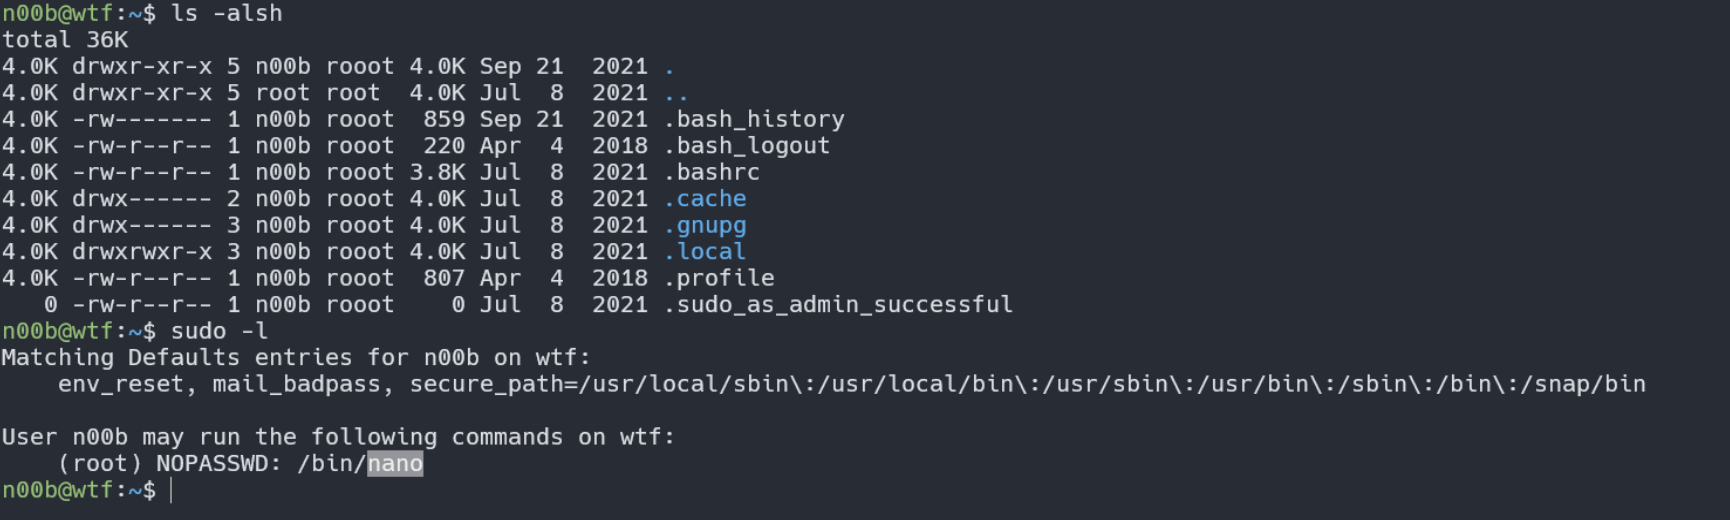 n00b@wtf:~$ ls -alsh
total 36K
4.0K drwxr-xr-x 5 n00b rooot 4.0K Sep 21  2021 .
4.0K drwxr-xr-x 5 root root  4.0K Jul  8  2021 ..
4.0K -rw------- 1 n00b rooot  859 Sep 21  2021 .bash_history
4.0K -rw-r--r-- 1 n00b rooot  220 Apr  4  2018 .bash_logout
4.0K -rw-r--r-- 1 n00b rooot 3.8K Jul  8  2021 .bashrc
4.0K drwx------ 2 n00b rooot 4.0K Jul  8  2021 .cache
4.0K drwx------ 3 n00b rooot 4.0K Jul  8  2021 .gnupg
4.0K drwxrwxr-x 3 n00b rooot 4.0K Jul  8  2021 .local
4.0K -rw-r--r-- 1 n00b rooot  807 Apr  4  2018 .profile
   0 -rw-r--r-- 1 n00b rooot    0 Jul  8  2021 .sudo_as_admin_successful
n00b@wtf:~$ sudo -l
Matching Defaults entries for n00b on wtf:
    env_reset, mail_badpass, secure_path=/usr/local/sbin\:/usr/local/bin\:/usr/sbin\:/usr/bin\:/sbin\:/bin\:/snap/bin

User n00b may run the following commands on wtf:
    (root) NOPASSWD: /bin/nano
n00b@wtf:~$